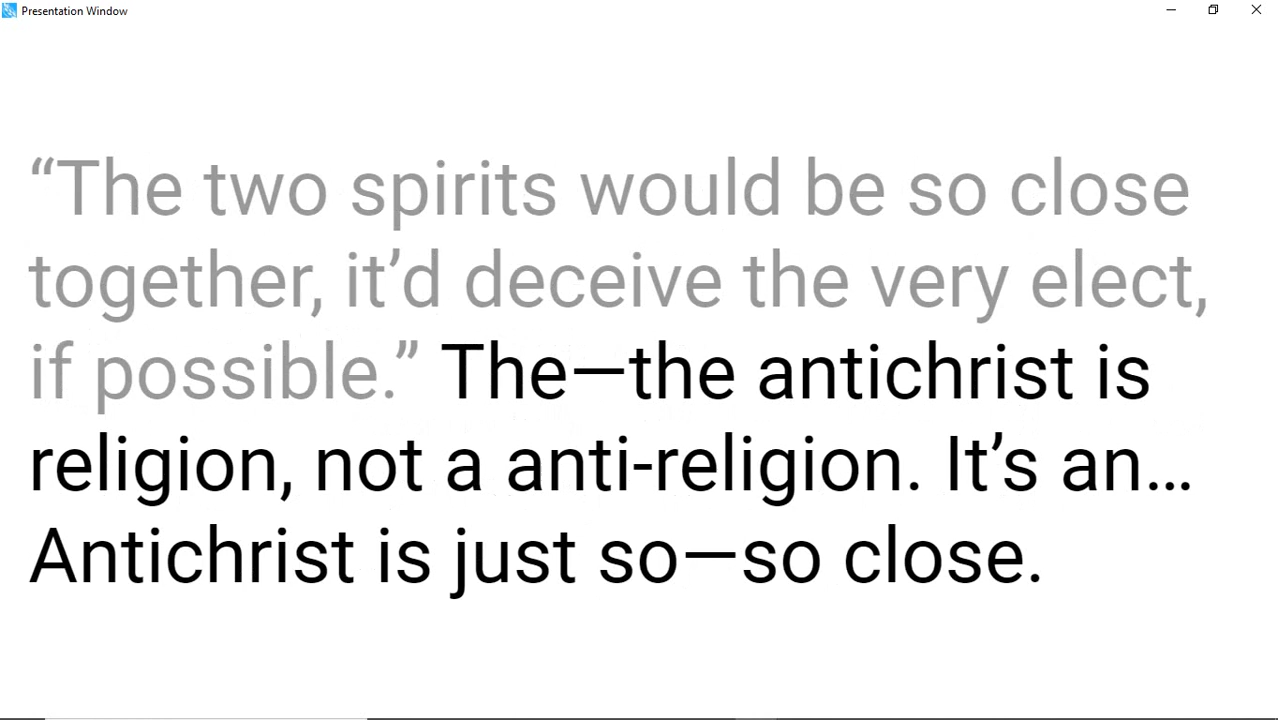 Presentation Window
“The two spirits would be so close
together, it’d deceive the very elect,
if possible.” The—the antichrist is
religion, not a anti-religion. It’s an…
Antichrist is just so—so close.